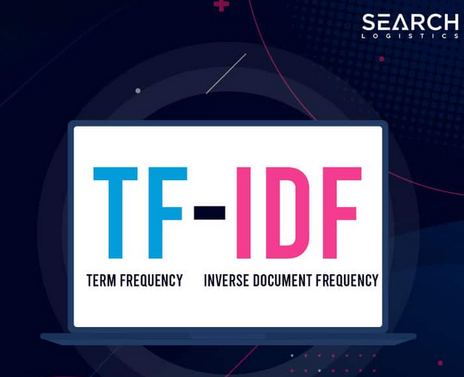 SEARCH
LOGISTICS
TF-IDF
TERM FREQUENCY INVERSE DOCUMENT FREQUENCY